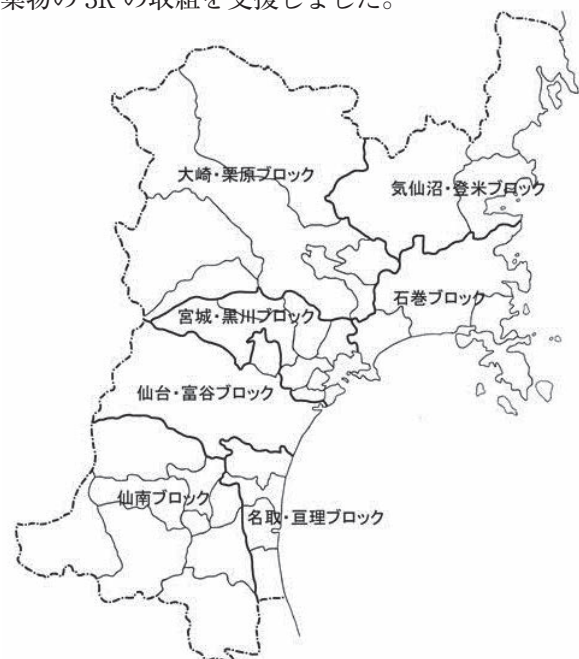 棄物の 3R の取組を支援しました。
大崎・栗原ブロック
気仙沼・登米ブロック
石巻ブロック
宮城・黒川ブロック
仙台・富谷ブロック
仙南ブロック
名取・亘理ブロック